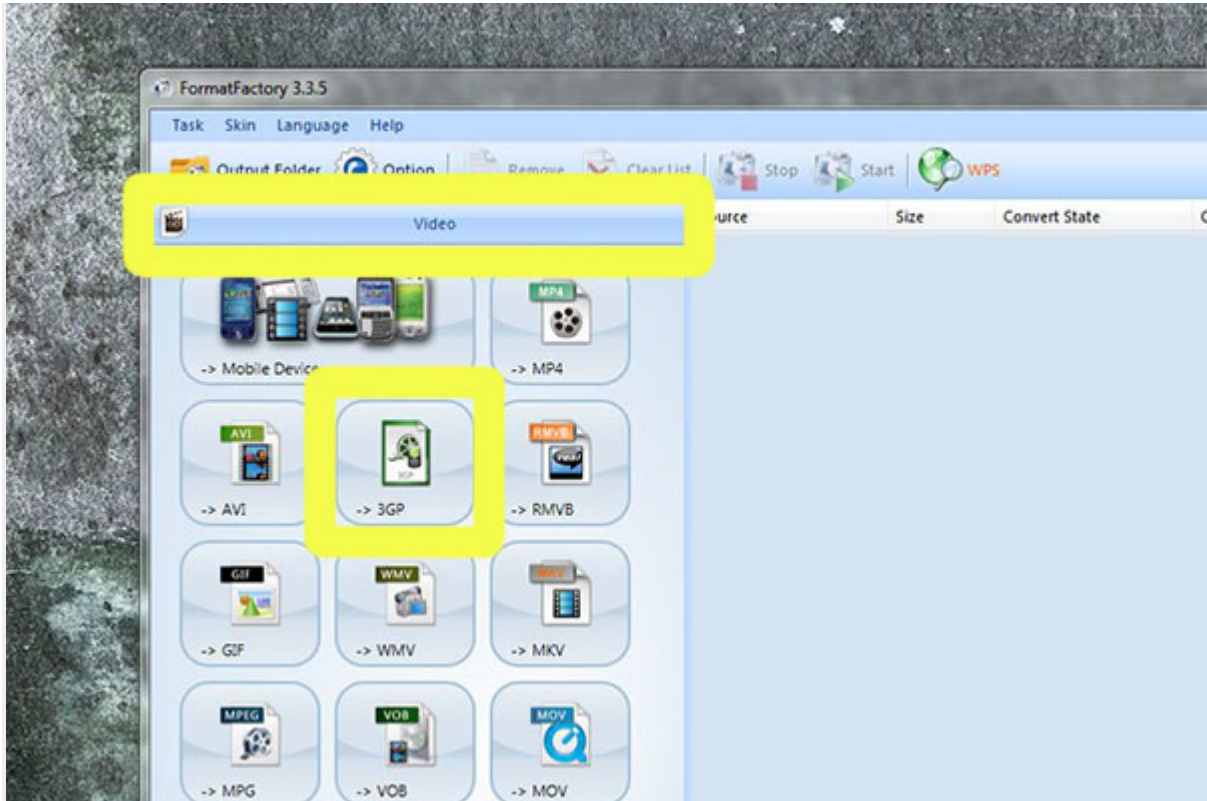 FormatFactory 3.3.5
Task Skin Language Help
Output Folder Option Remove Clear List Stop Start WPS
Video
Size Convert State
MP4
-> Mobile Device
-> MP4
AVI
3GP
RMVB
-> AVI
-> 3GP
-> RMVB
GIF
WMV
MKV
-> GIF
-> WMV
-> MKV
MPEG
VOB
MOV
-> MPG
-> VOB
-> MOV